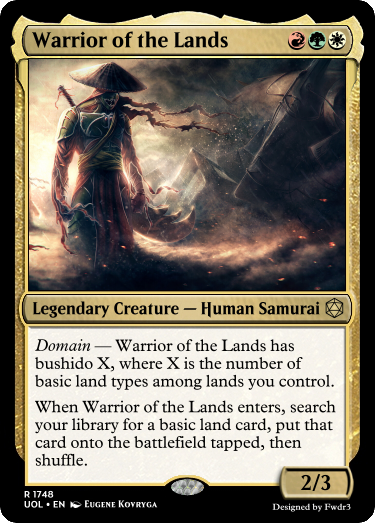 Warrior of the Lands
Legendary Creature — Human Samurai
Domain — Warrior of the Lands has
bushido X, where X is the number of
basic land types among lands you control.
When Warrior of the Lands enters, search
your library for a basic land card, put that
card onto the battlefield tapped, then
shuffle.
2/3
R 1748
UOL • EN Eugene Kovryga
Designed by Fwdr3